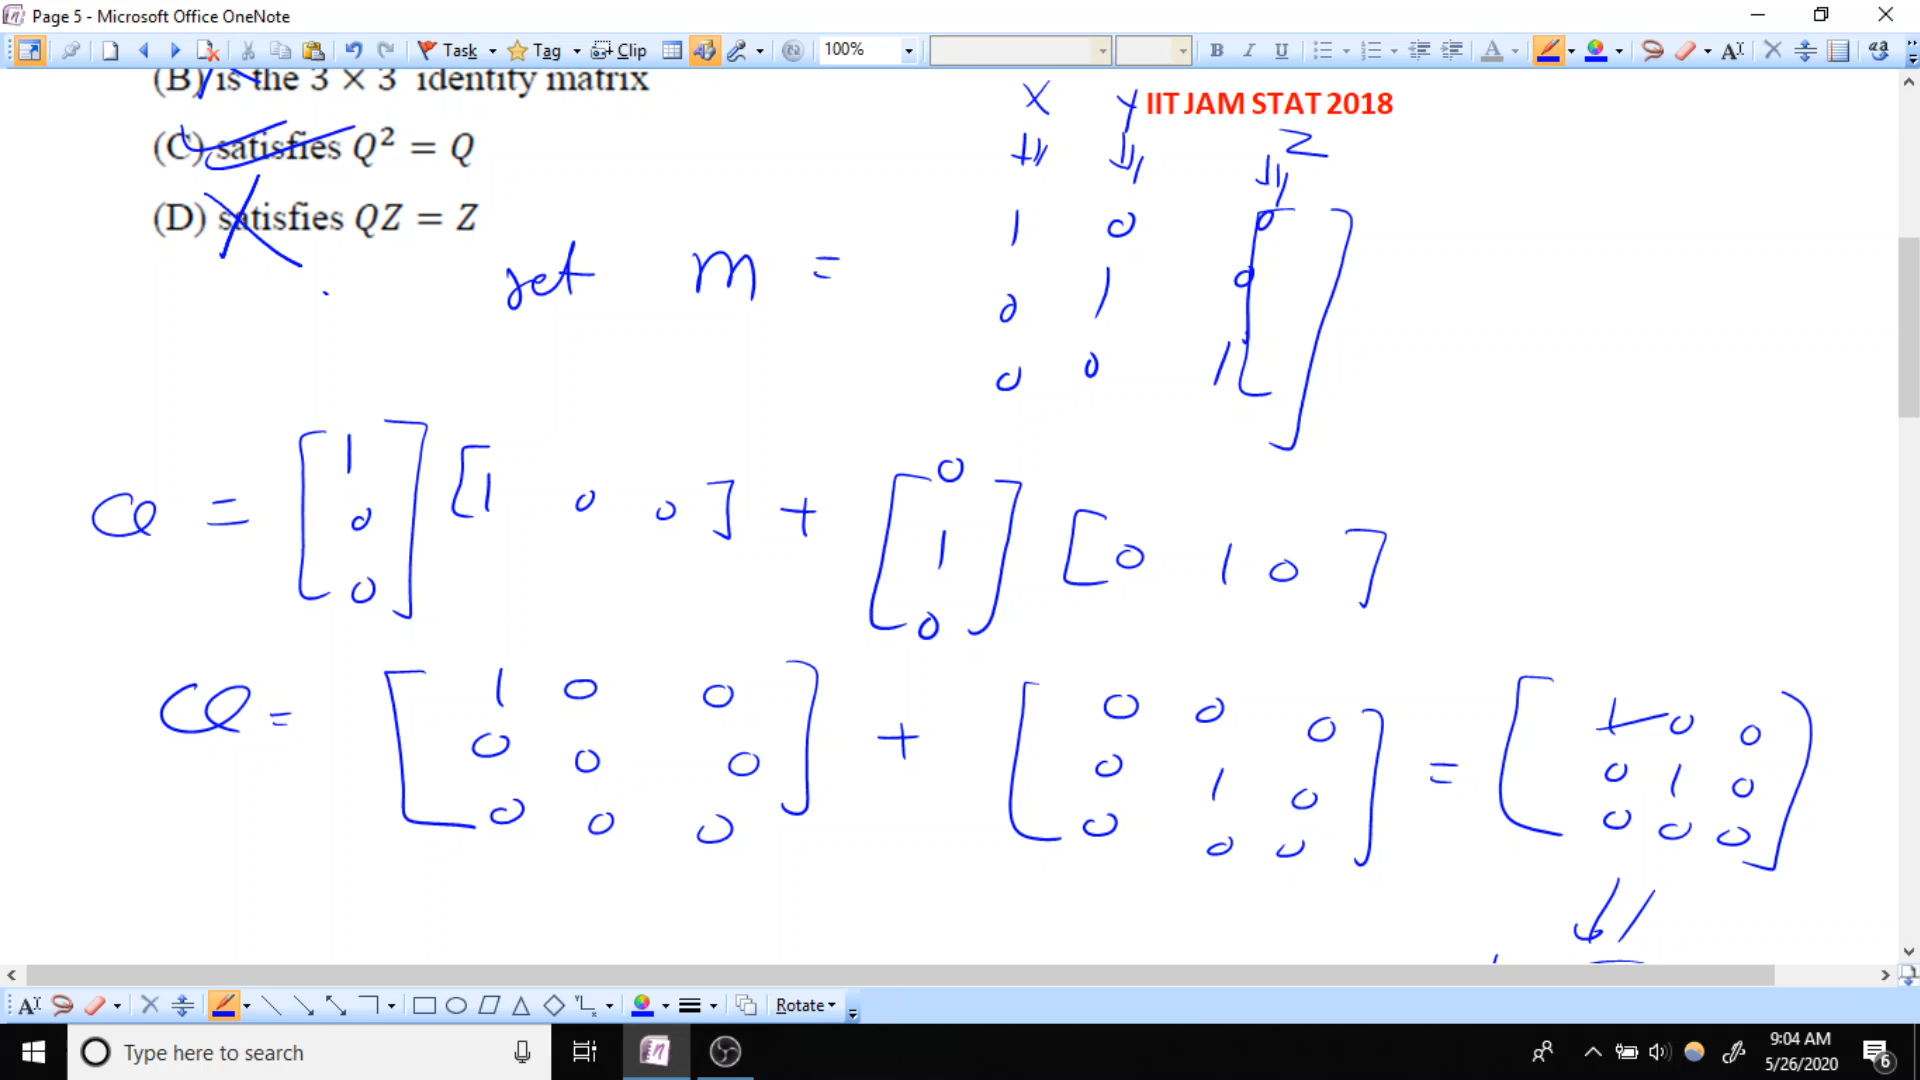 Page 5 - Microsoft Office OneNote
Task Tag Clip 100% B I U
(B) is the 3 × 3 identity matrix
X Y IIT JAM STAT 2018
(C) satisfies Q² = Q
Z
(D) satisfies QZ = Z
1 0 0
set m =
0 1 0
0 0 1
Q = [1 0 0] [1 0 0] + [0 1 0] [0 1 0]
Q = [1 0 0 + [0 0 0 = [1 0 0
0 0 0] 0 1 0] 0 1 0]
0 0 0 0 0 0 0 0 0
Rotate
Type here to search
9:04 AM
5/26/2020
6